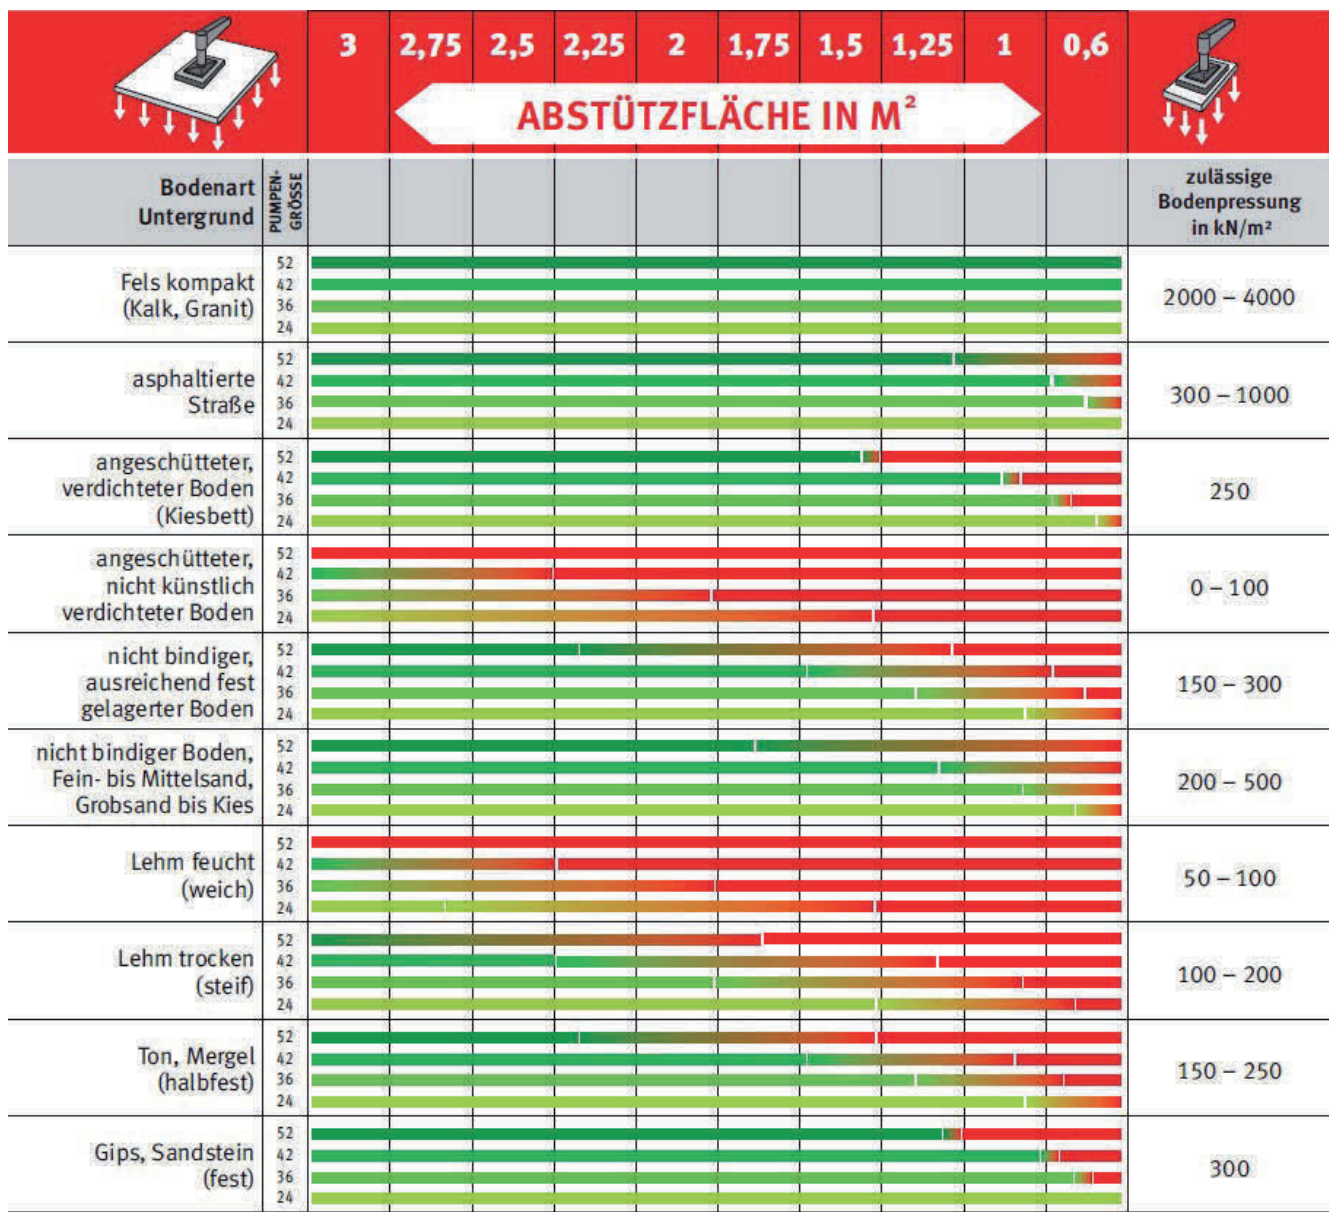 3 2,75 2,5 2,25 2 1,75 1,5 1,25 1 0,6
ABSTÜTZFLÄCHE IN M²
Bodenart
Untergrund
PUMPEN-
GRÖSSE
zulässige
Bodenpressung
in kN/m²
Fels kompakt
(Kalk, Granit)
52
42
36
24
2000 – 4000
asphaltierte
Straße
52
42
36
24
300 – 1000
angeschütteter,
verdichteter Boden
(Kiesbett)
52
42
36
24
250
angeschütteter,
nicht künstlich
verdichteter Boden
52
42
36
24
0 – 100
nicht bindiger,
ausreichend fest
gelagerter Boden
52
42
36
24
150 – 300
nicht bindiger Boden,
Fein- bis Mittelsand,
Grobsand bis Kies
52
42
36
24
200 – 500
Lehm feucht
(weich)
52
42
36
24
50 – 100
Lehm trocken
(steif)
52
42
36
24
100 – 200
Ton, Mergel
(halbfest)
52
42
36
24
150 – 250
Gips, Sandstein
(fest)
52
42
36
24
300